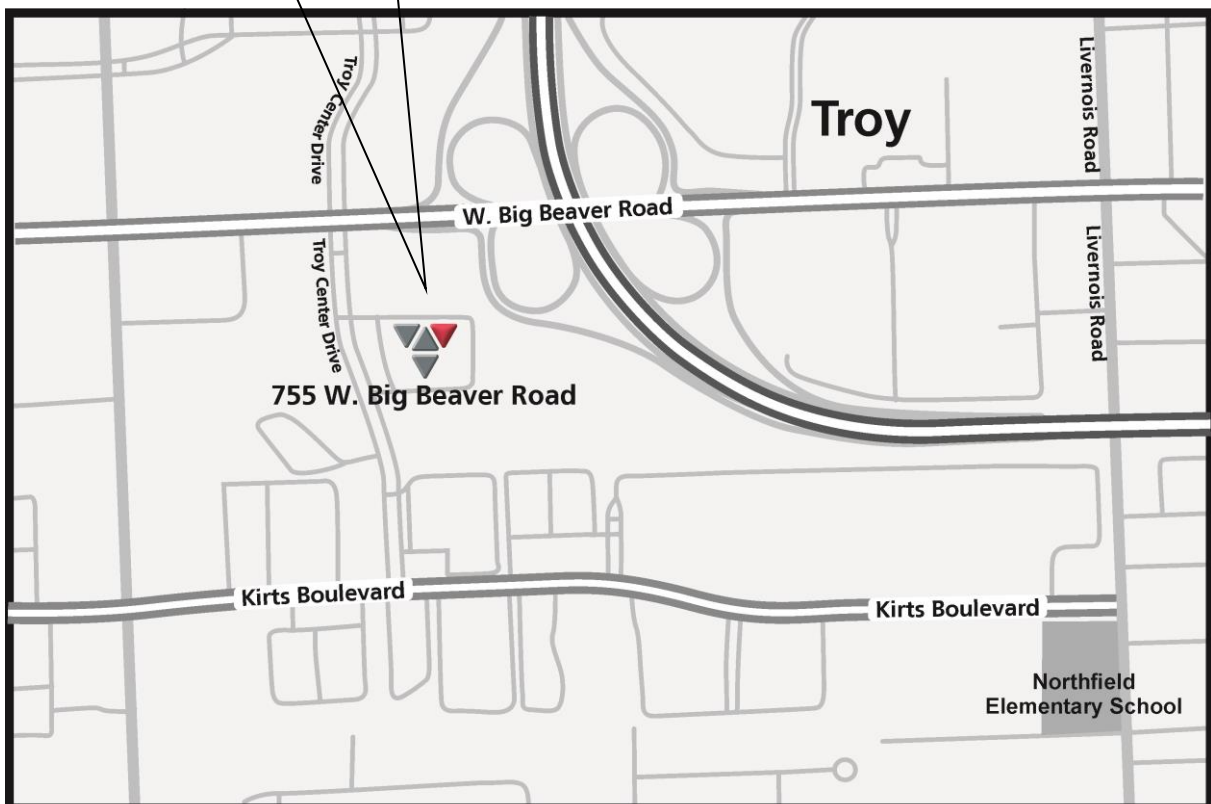 Troy Center Drive
Livernois Road
Troy
W. Big Beaver Road
Troy Center Drive
Livernois Road
755 W. Big Beaver Road
Kirts Boulevard
Kirts Boulevard
Northfield
Elementary School